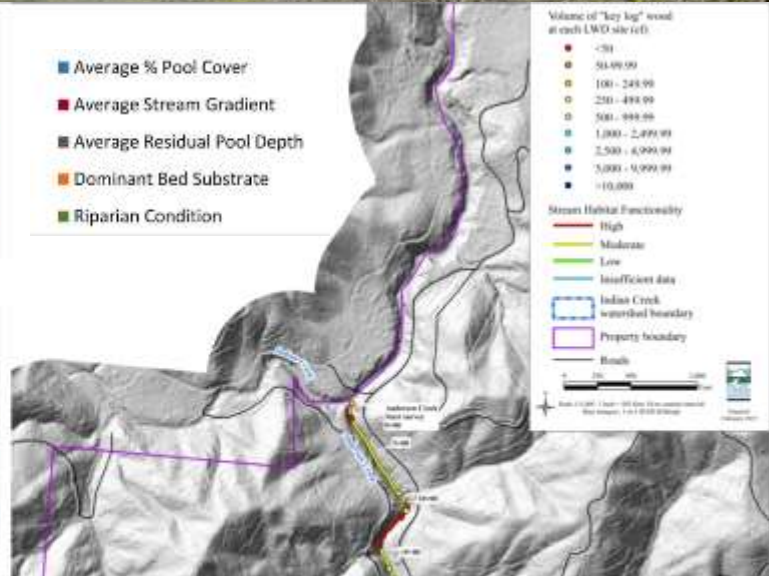 Average % Pool Cover
Average Stream Gradient
Average Residual Pool Depth
Dominant Bed Substrate
Riparian Condition
Volume of "key log" wood
at each LWD site (cf)
<50
50-99.99
100 - 249.99
250 - 499.99
500 - 999.99
1,000 - 2,499.99
2,500 - 4,999.99
5,000 - 9,999.99
>10,000
Stream Habitat Functionality
High
Moderate
Low
Insufficient data
Indian Creek
watershed boundary
Property boundary
Roads
Anderson Creek